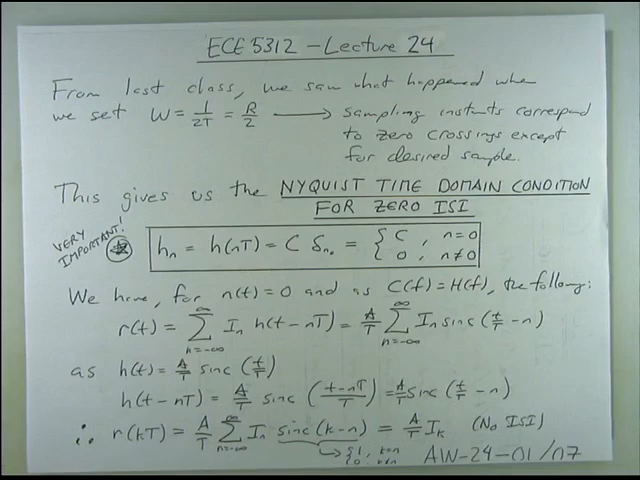 ECE 5312 - Lecture 24
From last class, we saw what happened when
we set W = 1/2T = R/2 → sampling instants correspond
to zero crossings except
for desired sample.
This gives us the NYQUIST TIME DOMAIN CONDITION
FOR ZERO ISI
VERY
IMPORTANT!
hₙ = h(nT) = C δₙₒ = { C , n=0
0 , n≠0
We have, for n(t)=0 and as C(f)=H(f), the following:
r(t) = ∑_{n=-∞}^{∞} Iₙ h(t-nT) = A/T ∑_{n=-∞}^{∞} Iₙ sinc (t/T - n)
as h(t) = A/T sinc (t/T)
h(t-nT) = A/T sinc ((t-nT)/T) = A/T sinc (t/T - n)
∴ r(kT) = A/T ∑_{n=-∞}^{∞} Iₙ sinc (k-n) = A/T Iₖ (No ISI)
→ { 1, k=n
0, k≠n
AW-24-01/07